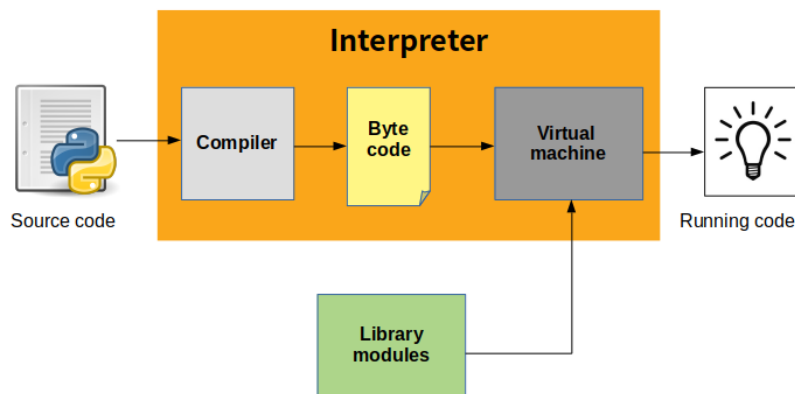 Interpreter
Source code
Compiler
Byte
code
Virtual
machine
Running code
Library
modules